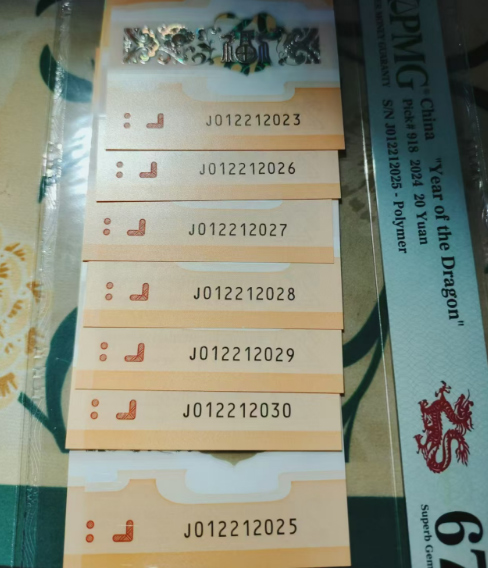 J012212023
J012212026
J012212027
J012212028
J012212029
J012212030
J012212025
PMG
China
Pick# 918 2024 20 Yuan
S/N J012212025 - Polymer
"Year of the Dragon"
67
Superb Gem